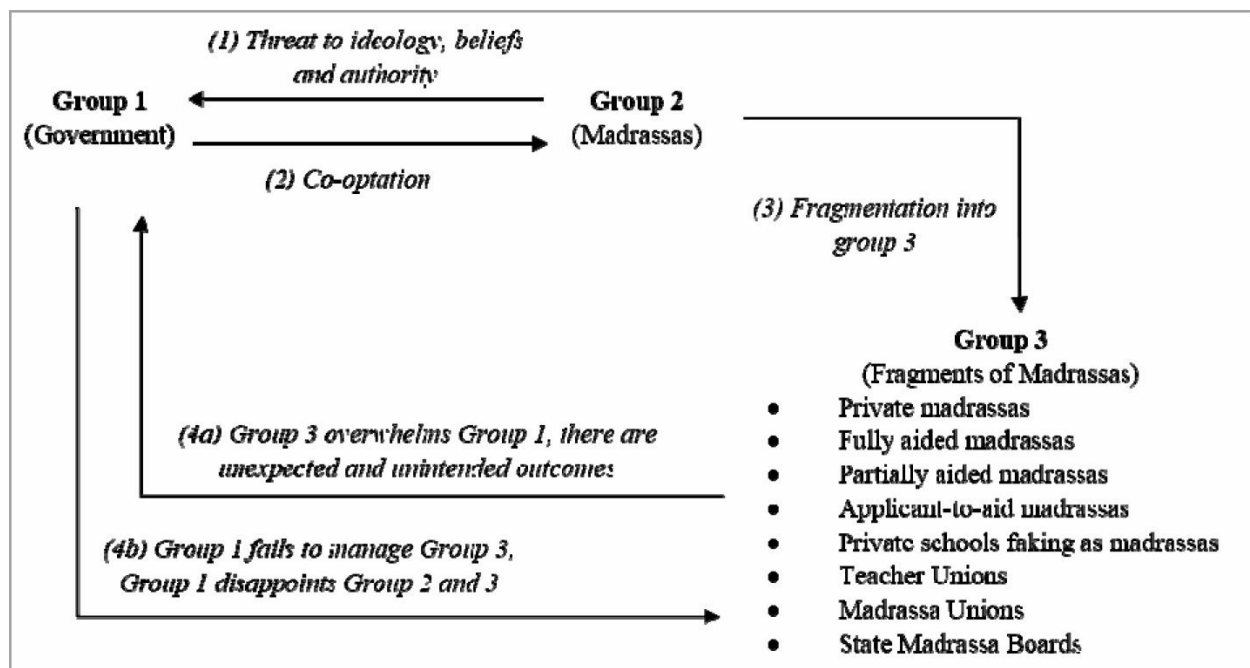 (1) Threat to ideology, beliefs
and authority
Group 1
(Government)
Group 2
(Madrassas)
(2) Co-optation
(3) Fragmentation into
group 3
Group 3
(Fragments of Madrassas)
• Private madrassas
• Fully aided madrassas
• Partially aided madrassas
• Applicant-to-aid madrassas
• Private schools faking as madrassas
• Teacher Unions
• Madrassa Unions
• State Madrassa Boards
(4a) Group 3 overwhelms Group 1, there are
unexpected and unintended outcomes
(4b) Group 1 fails to manage Group 3,
Group 1 disappoints Group 2 and 3